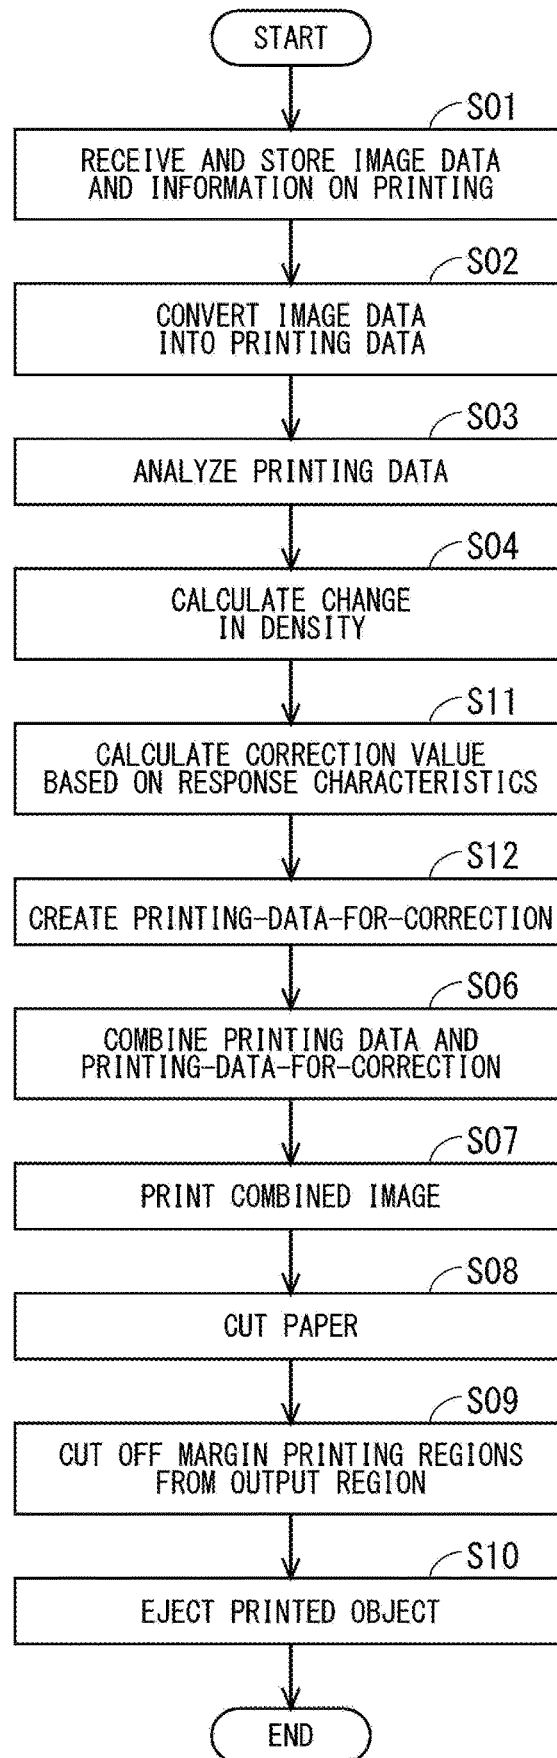 START
S01
RECEIVE AND STORE IMAGE DATA
AND INFORMATION ON PRINTING
S02
CONVERT IMAGE DATA
INTO PRINTING DATA
S03
ANALYZE PRINTING DATA
S04
CALCULATE CHANGE
IN DENSITY
S11
CALCULATE CORRECTION VALUE
BASED ON RESPONSE CHARACTERISTICS
S12
CREATE PRINTING-DATA-FOR-CORRECTION
S06
COMBINE PRINTING DATA AND
PRINTING-DATA-FOR-CORRECTION
S07
PRINT COMBINED IMAGE
S08
CUT PAPER
S09
CUT OFF MARGIN PRINTING REGIONS
FROM OUTPUT REGION
S10
EJECT PRINTED OBJECT
END